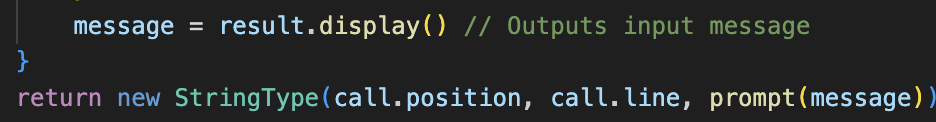 message = result.display() // Outputs input message
}
return new StringType(call.position, call.line, prompt(message))